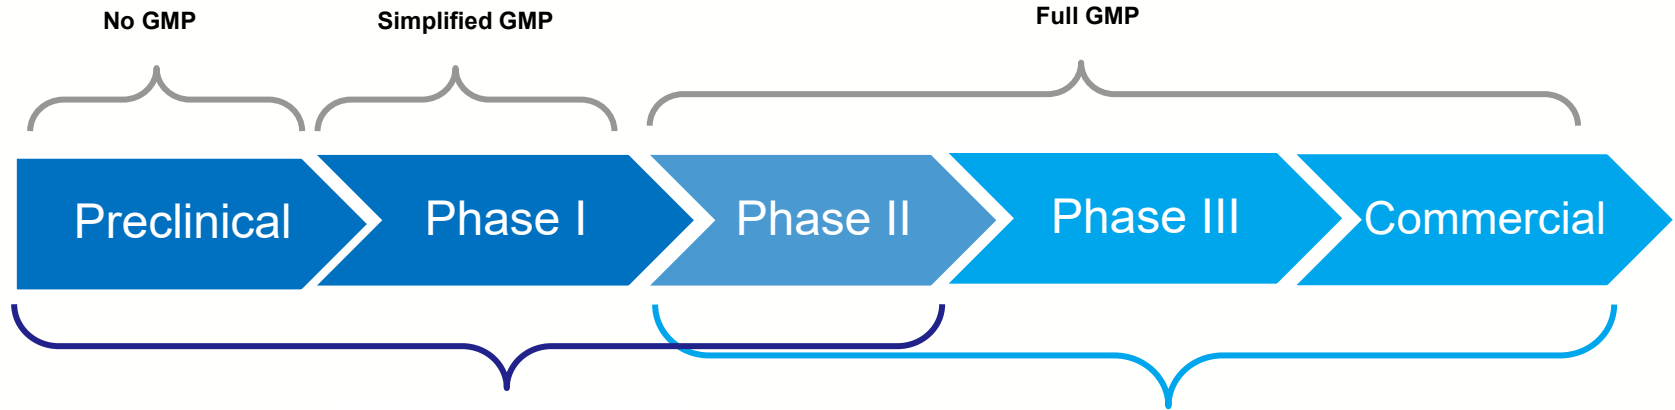 No GMP
Simplified GMP
Full GMP
Preclinical
Phase I
Phase II
Phase III
Commercial